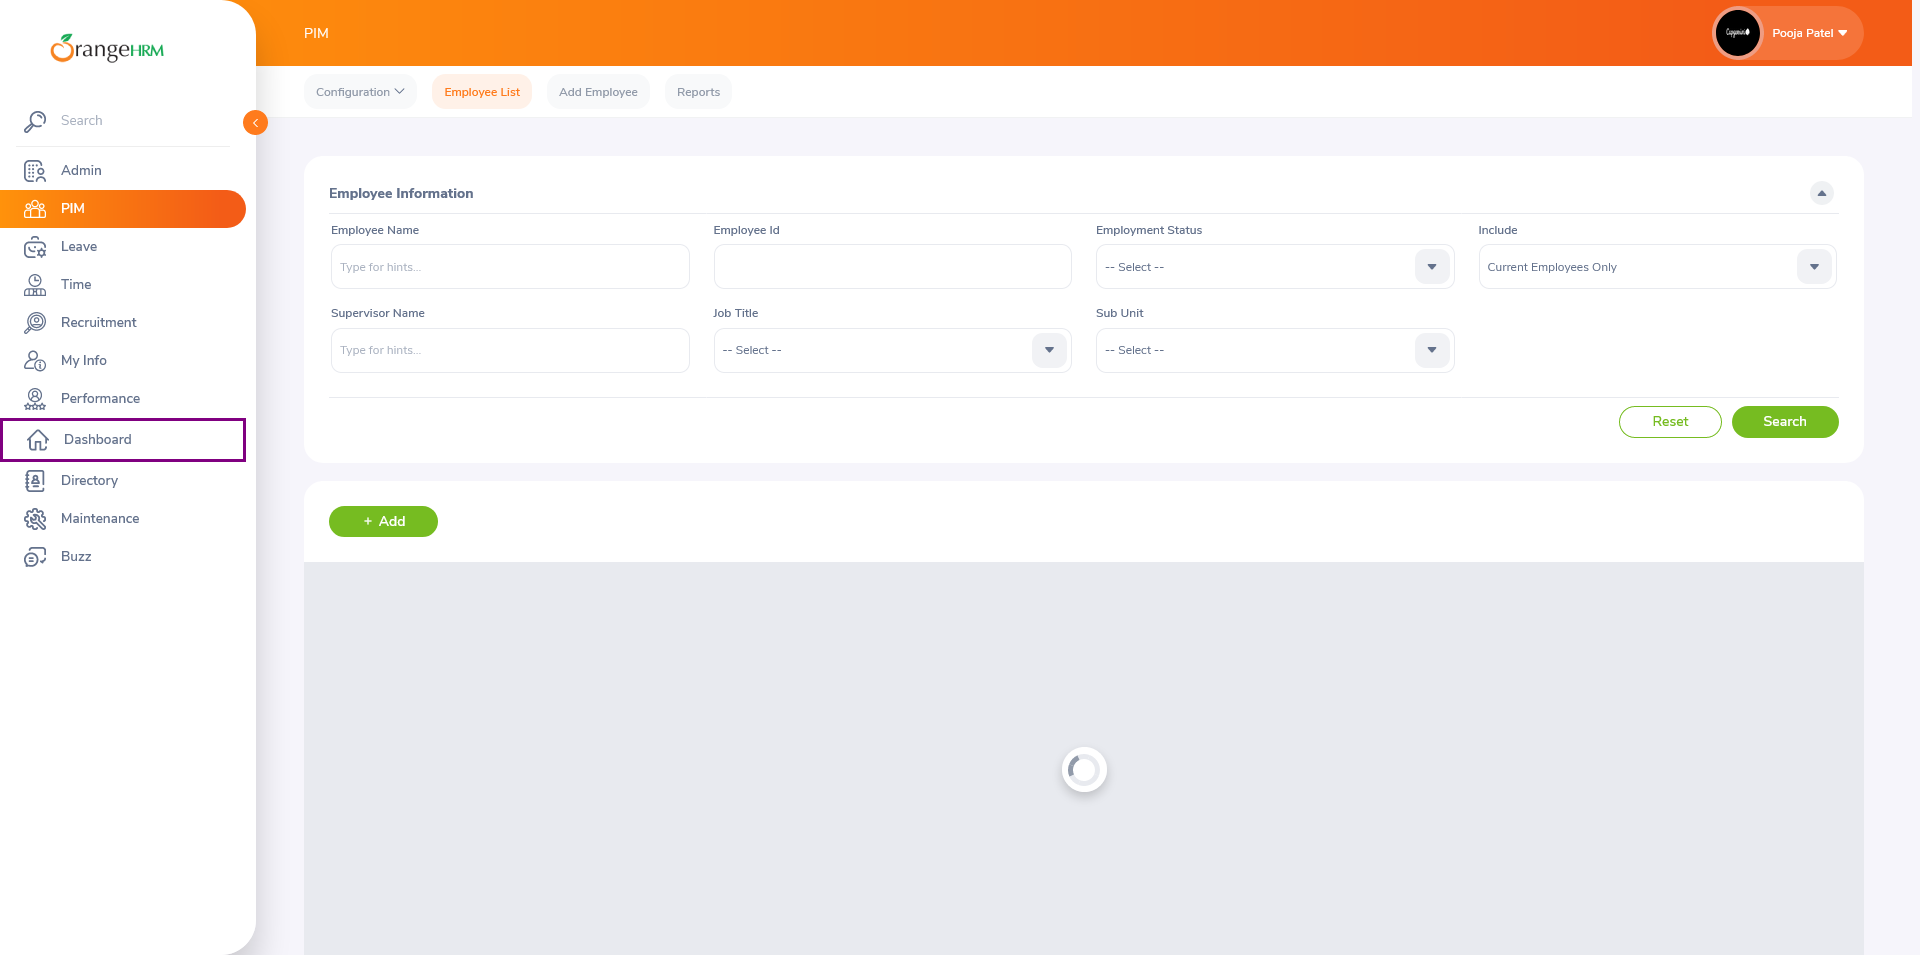 OrangeHRM
Search
Admin
PIM
Leave
Time
Recruitment
My Info
Performance
Dashboard
Directory
Maintenance
Buzz
PIM
Pooja Patel
Configuration
Employee List
Add Employee
Reports
Employee Information
Employee Name
Employee Id
Employment Status
Include
Type for hints...
-- Select --
Current Employees Only
Supervisor Name
Job Title
Sub Unit
Type for hints...
-- Select --
-- Select --
Reset
Search
+ Add